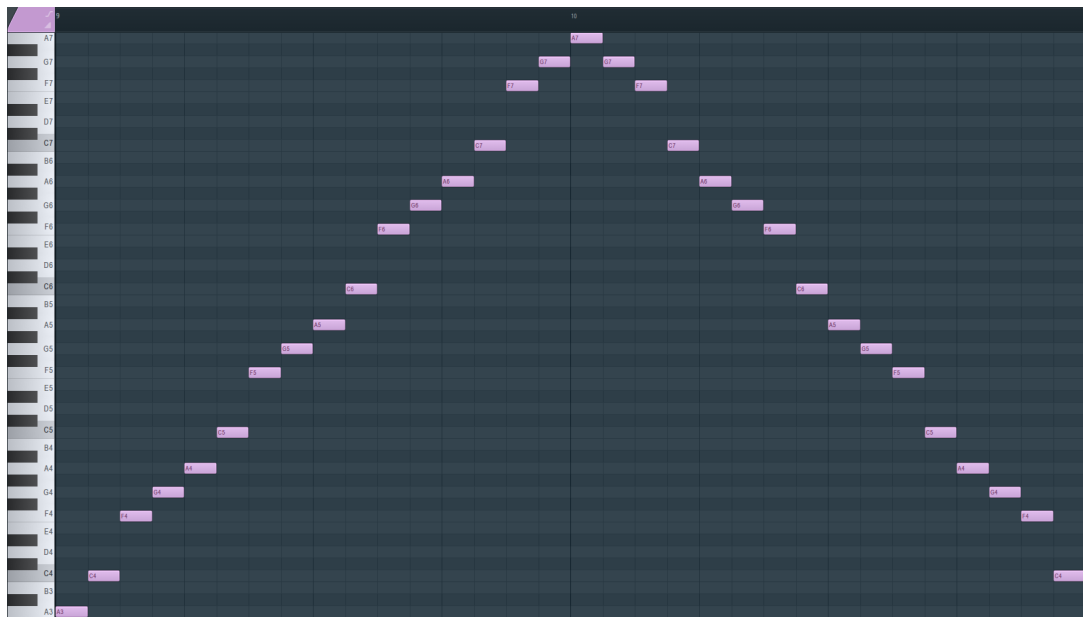 9 10
A7 A7
G7 G7 G7
F7 F7 F7
E7
D7
C7 C7 C7
B6
A6 A6 A6
G6 G6 G6
F6 F6 F6
E6
D6
C6 C6 C6
B5
A5 A5 A5
G5 G5 G5
F5 F5 F5
E5
D5
C5 C5 C5
B4
A4 A4 A4
G4 G4 G4
F4 F4 F4
E4
D4
C4 C4 C4
B3
A3 A3